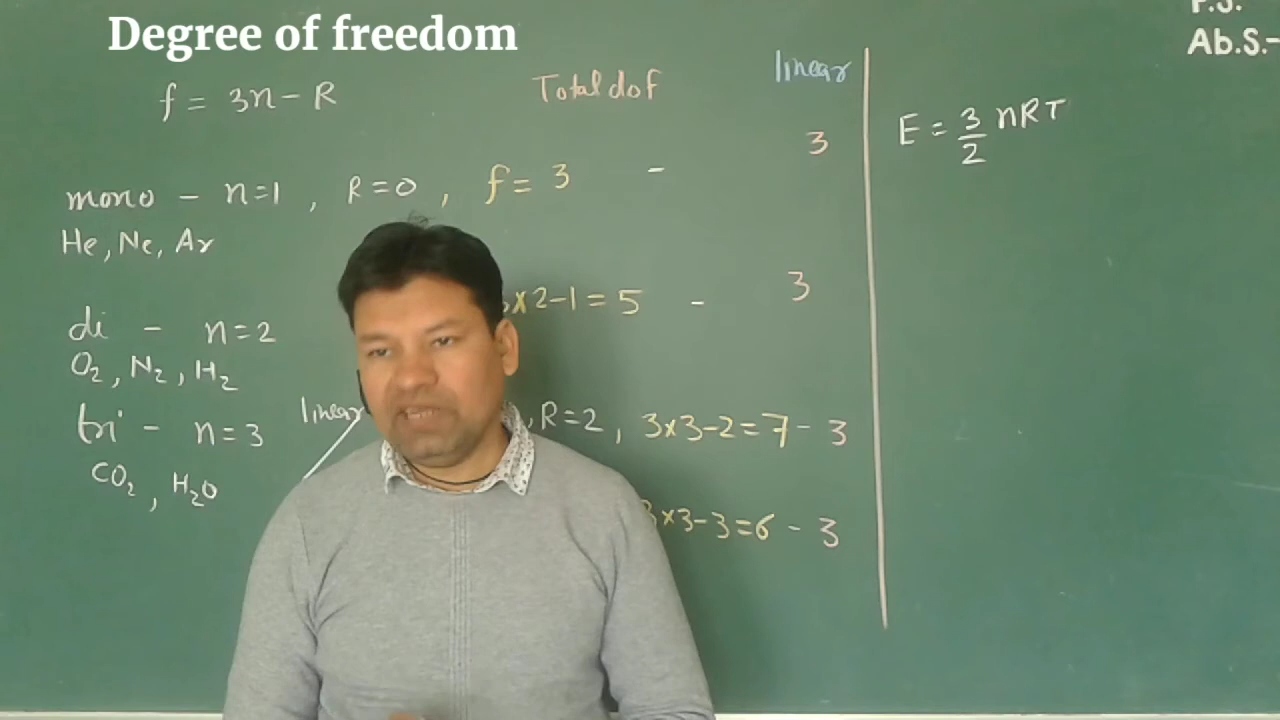 Degree of freedom
P.S.
Ab.S.-
f = 3n - R
Total dof
linear
E = 3/2 nRT
mono - n=1 , R=0 , f = 3 - 3
He, Ne, Ar
di - n=2
x2-1=5 - 3
O₂, N₂, H₂
tri - n=3
linear
, R=2, 3x3-2=7 - 3
CO₂, H₂O
3x3-3=6 - 3